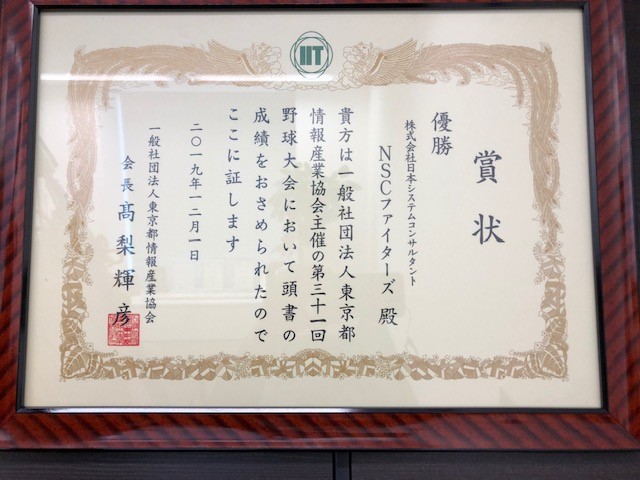 IIT
賞状
優勝
株式会社日本システムコンサルタント
NSCファイターズ 殿
貴方は一般社団法人東京都
情報産業協会主催の第三十一回
野球大会において頭書の
成績をおさめられたので
ここに証します
二〇一九年一二月一日
一般社団法人東京都情報産業協会
会長 髙梨輝彦